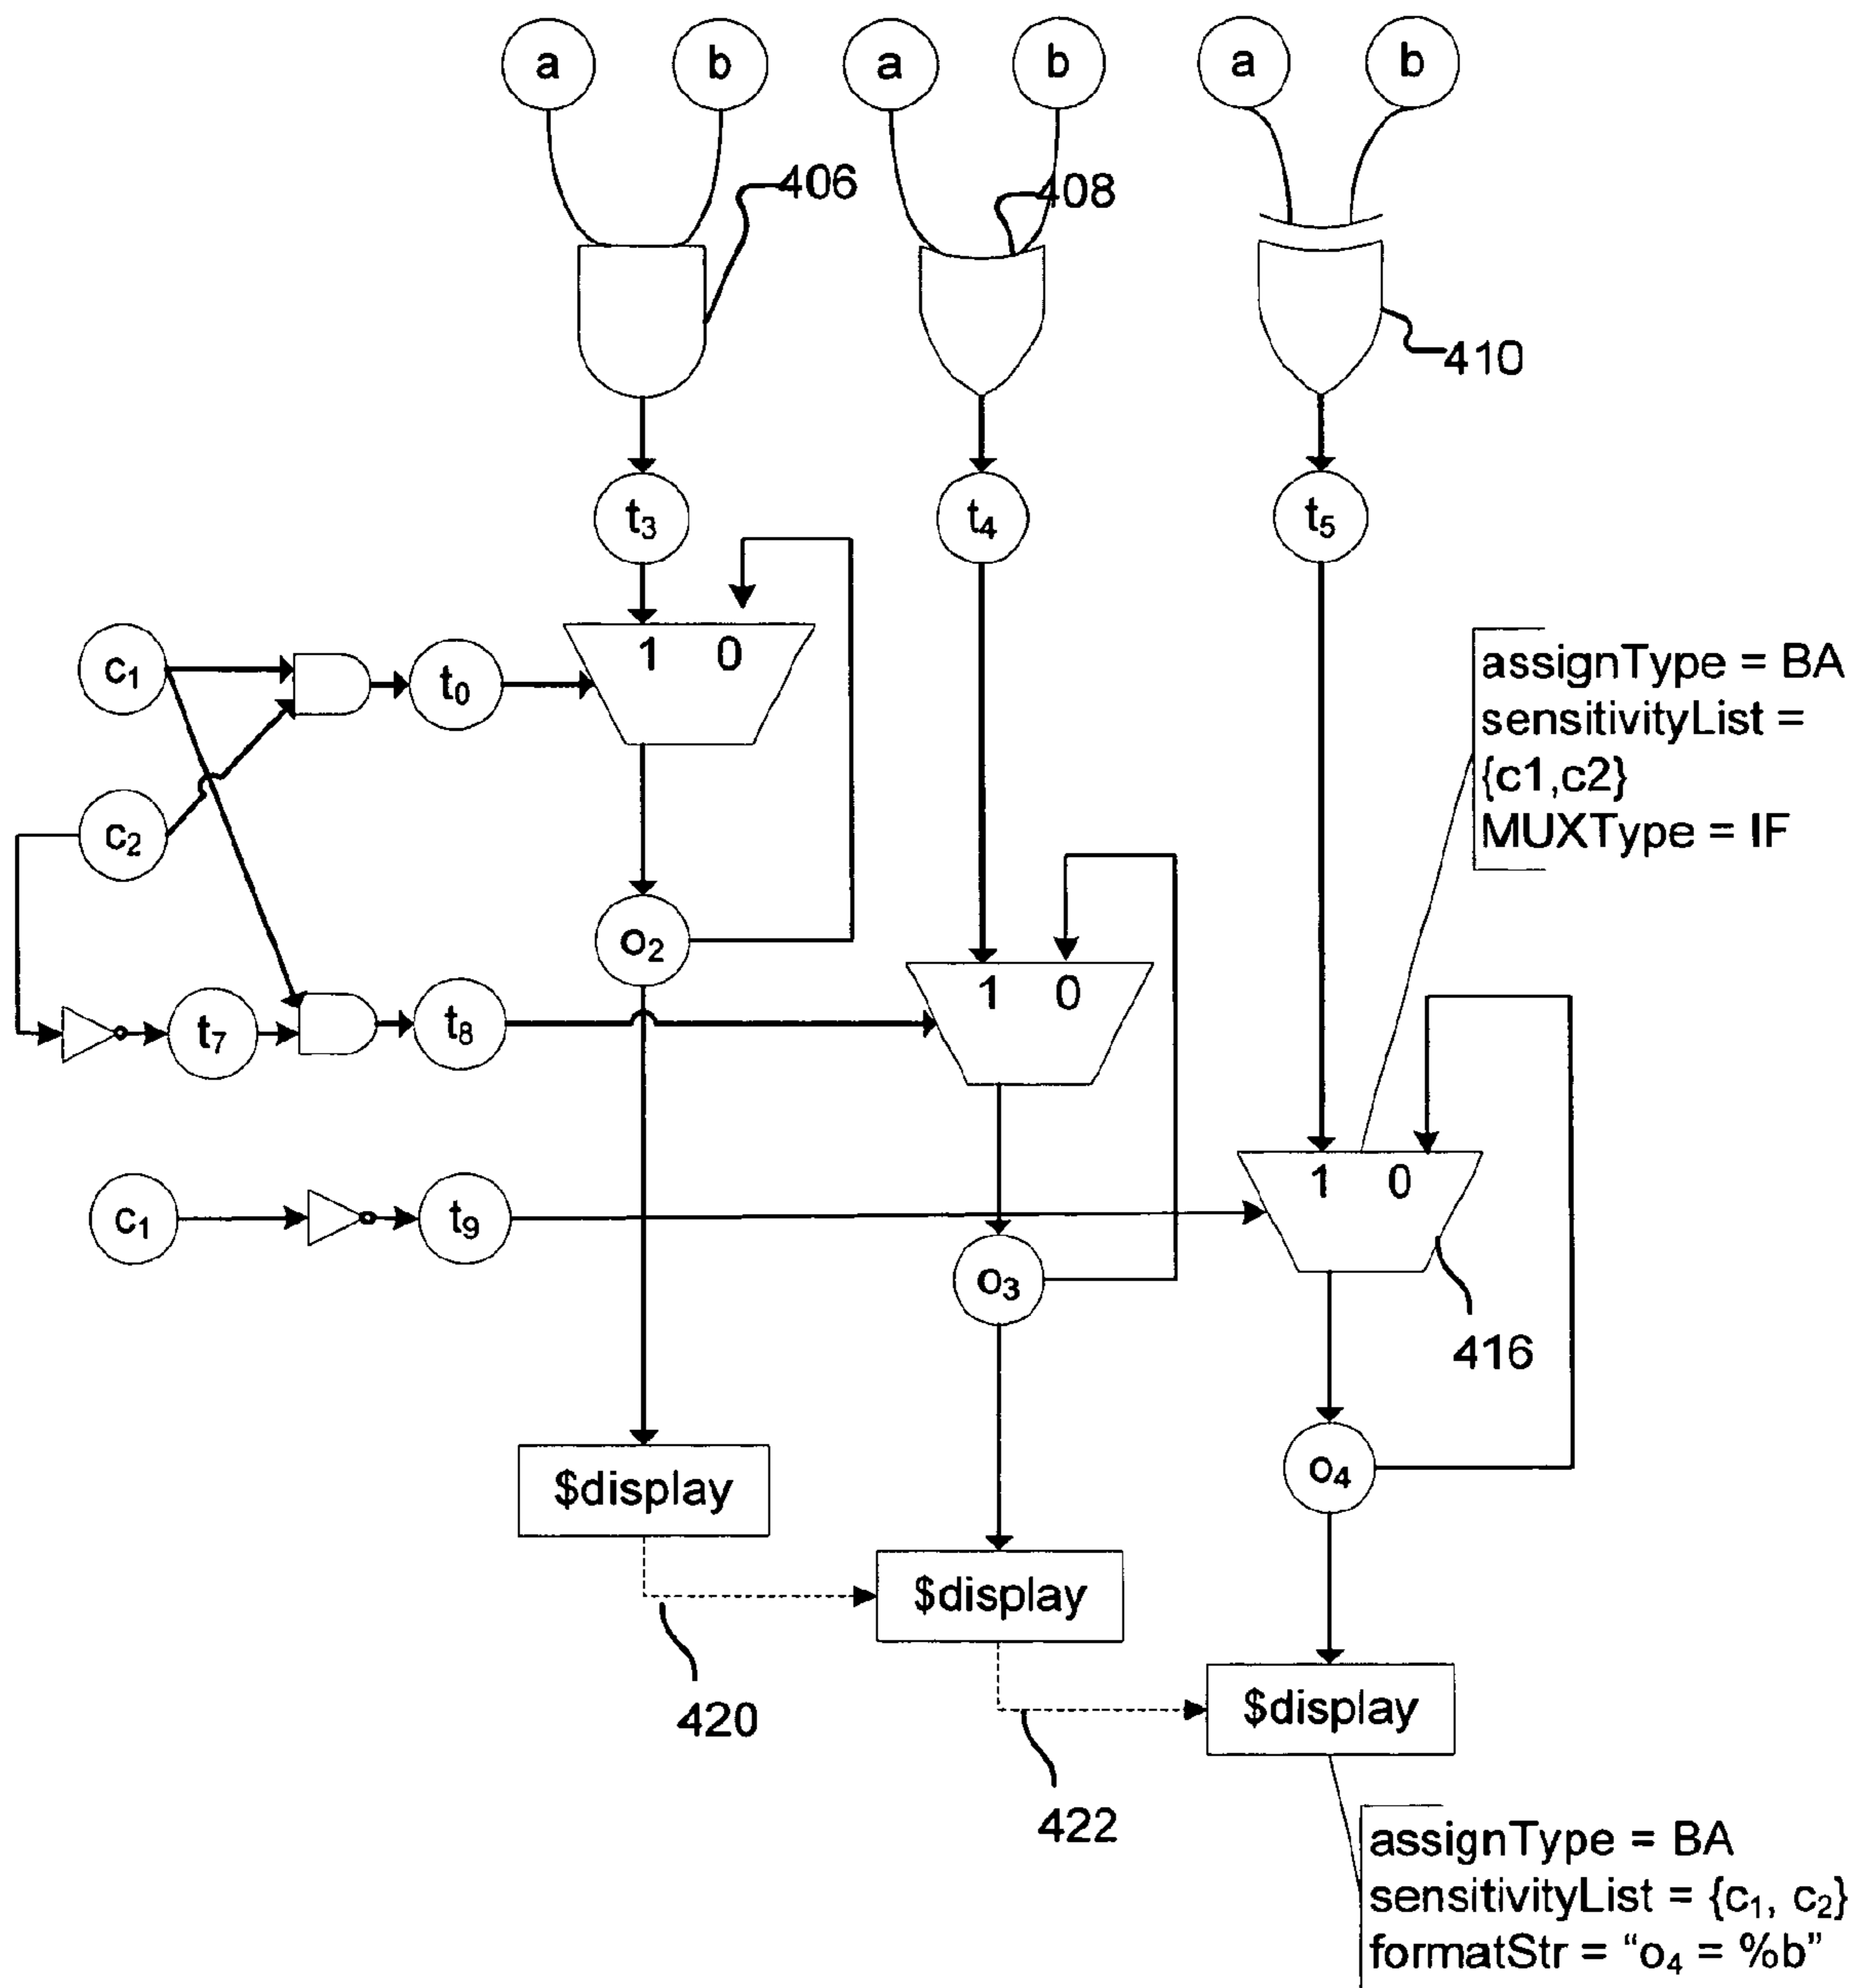 a b a b a b
406
408
410
t3 t4 t5
1 0
c1 t0
assignType = BA
sensitivityList =
{c1,c2}
MUXType = IF
c2
o2
1 0
t7 t8
1 0
c1 t9
o3
416
o4
$display
$display
420
$display
422
assignType = BA
sensitivityList = {c1, c2}
formatStr = “o4 = %b”